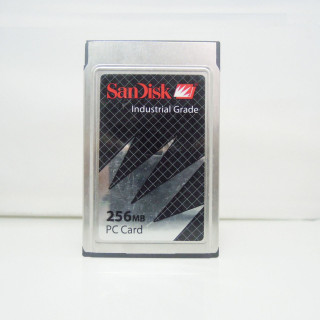 SanDisk
Industrial Grade
256MB
PC Card